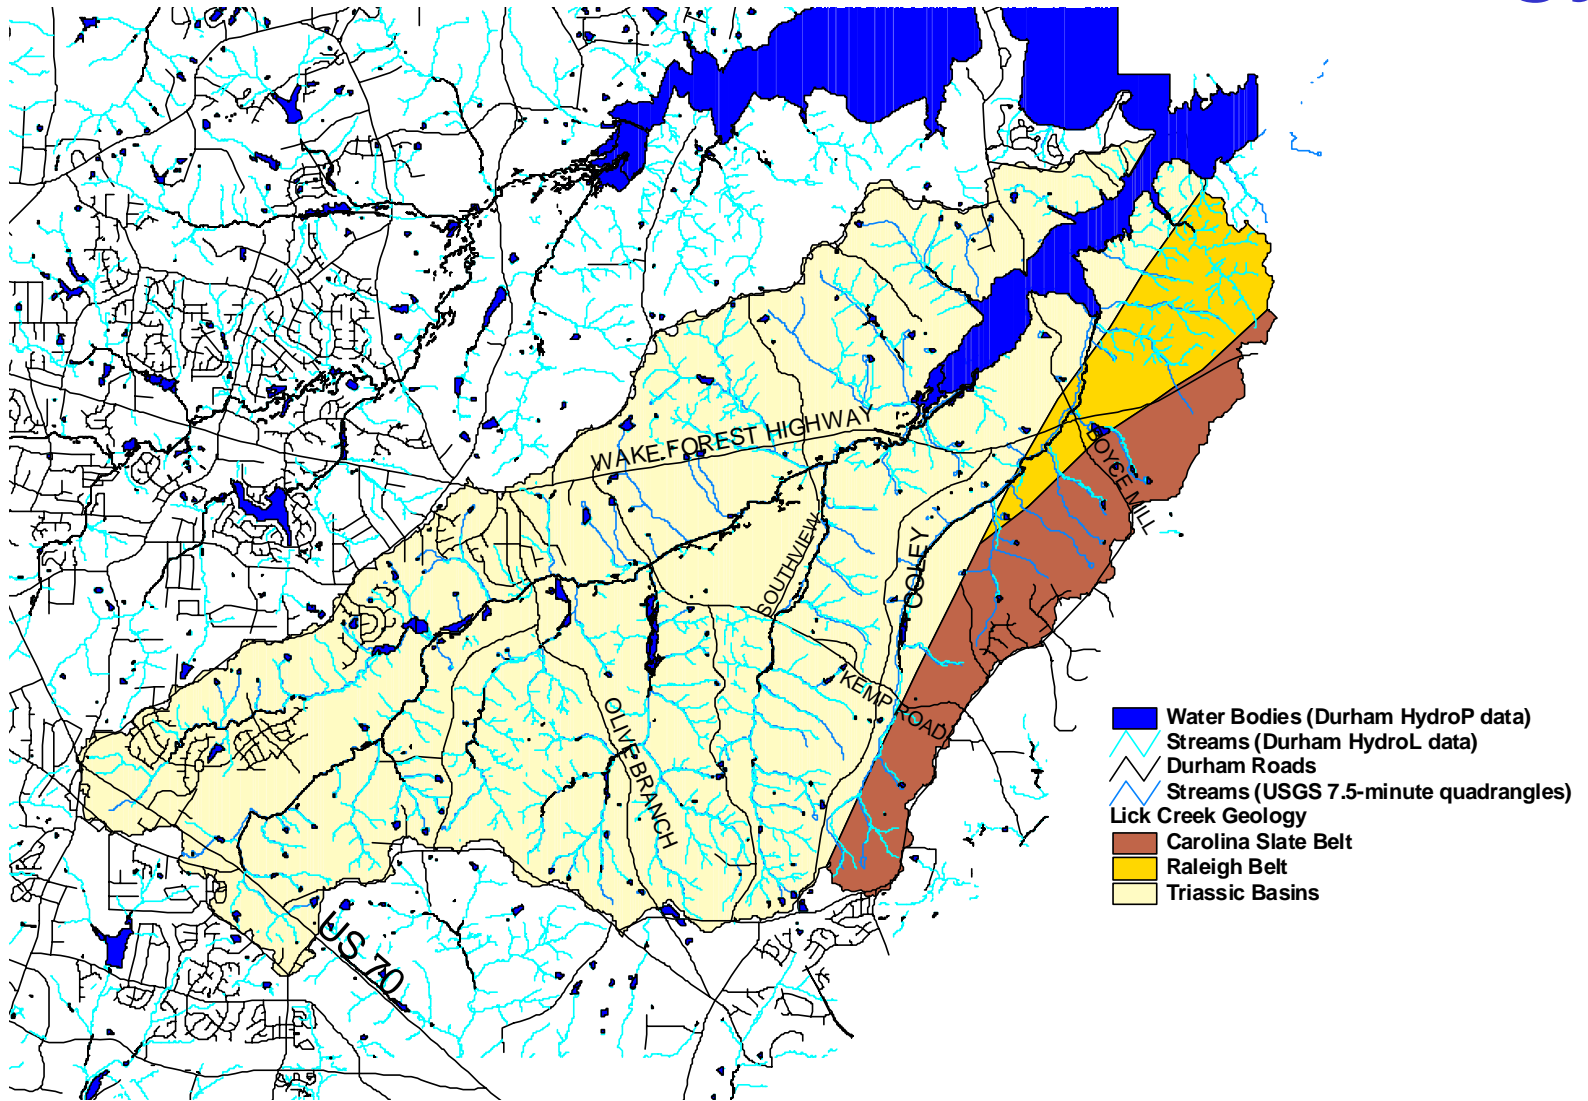 WAKE FOREST HIGHWAY
BOYCE MILL
SOUTHVIEW
KEMP ROAD
OLIVE BRANCH
US 70
Water Bodies (Durham HydroP data)
Streams (Durham HydroL data)
Durham Roads
Streams (USGS 7.5-minute quadrangles)
Lick Creek Geology
Carolina Slate Belt
Raleigh Belt
Triassic Basins